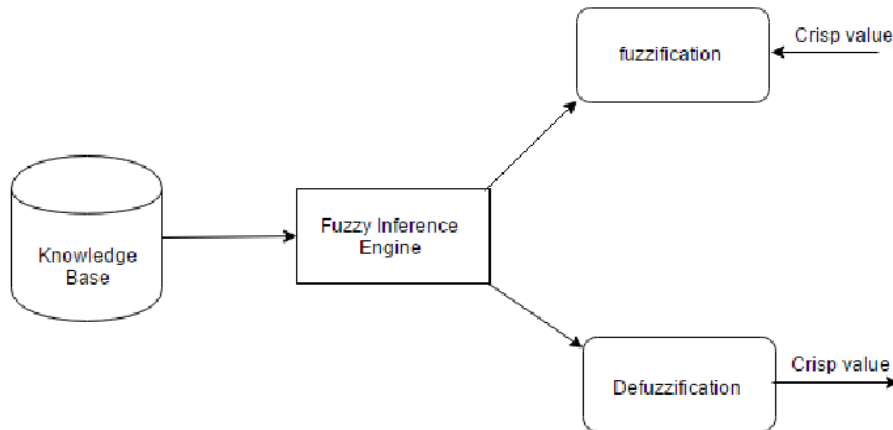 Crisp value
fuzzification
Knowledge
Base
Fuzzy Inference
Engine
Crisp value
Defuzzification